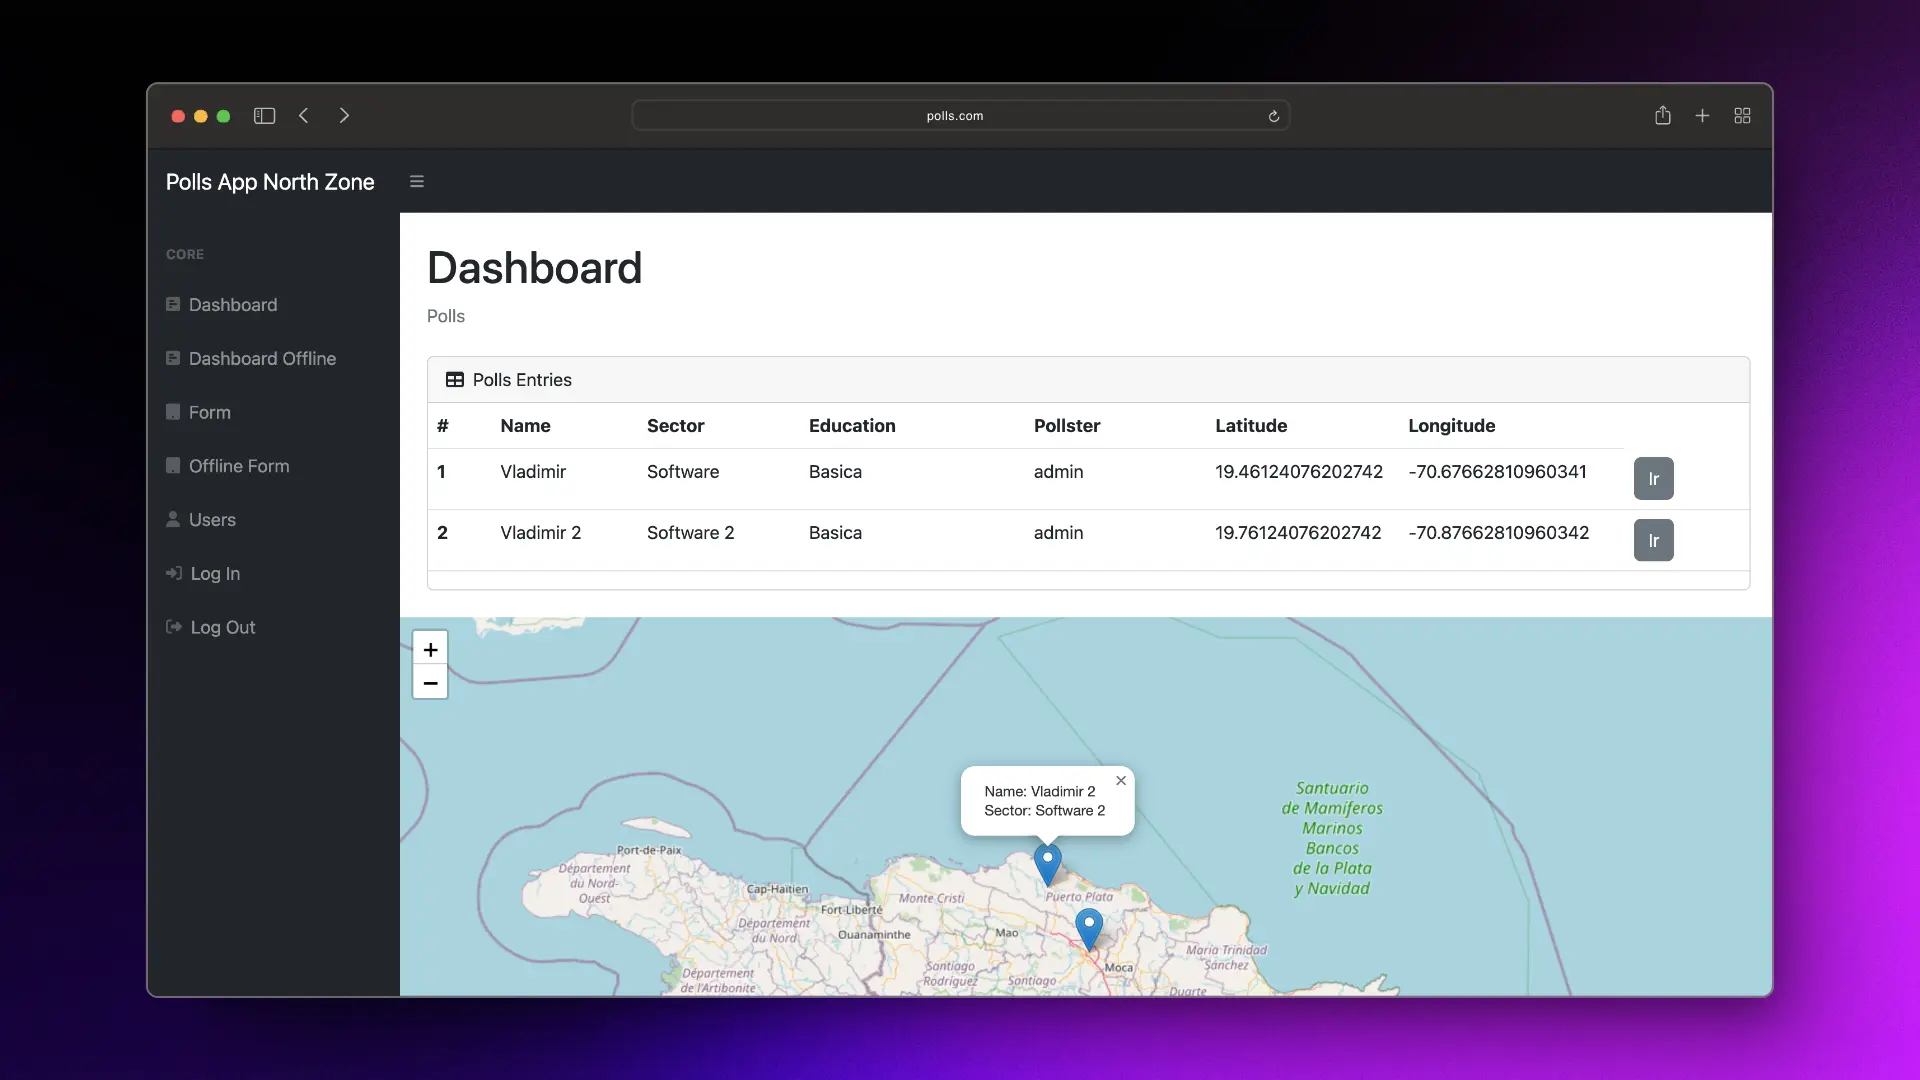 polls.com
Polls App North Zone
CORE
Dashboard
Dashboard Offline
Form
Offline Form
Users
Log In
Log Out
Dashboard
Polls
Polls Entries
# Name Sector Education Pollster Latitude Longitude
1 Vladimir Software Basica admin 19.46124076202742 -70.67662810960341 Ir
2 Vladimir 2 Software 2 Basica admin 19.76124076202742 -70.87662810960342 Ir
+
−
Name: Vladimir 2
Sector: Software 2
×
Santuario
de Mamíferos
Marinos
Bancos
de la Plata
y Navidad
Port-de-Paix
Département
du Nord-
Ouest
Cap-Haïtien
Fort-Liberté
Ouanaminthe
Département
du Nord
Département
de l'Artibonite
Monte Cristi
Puerto Plata
Mao
Moca
Santiago
Rodríguez
Santiago
María Trinidad
Sánchez
Duarte